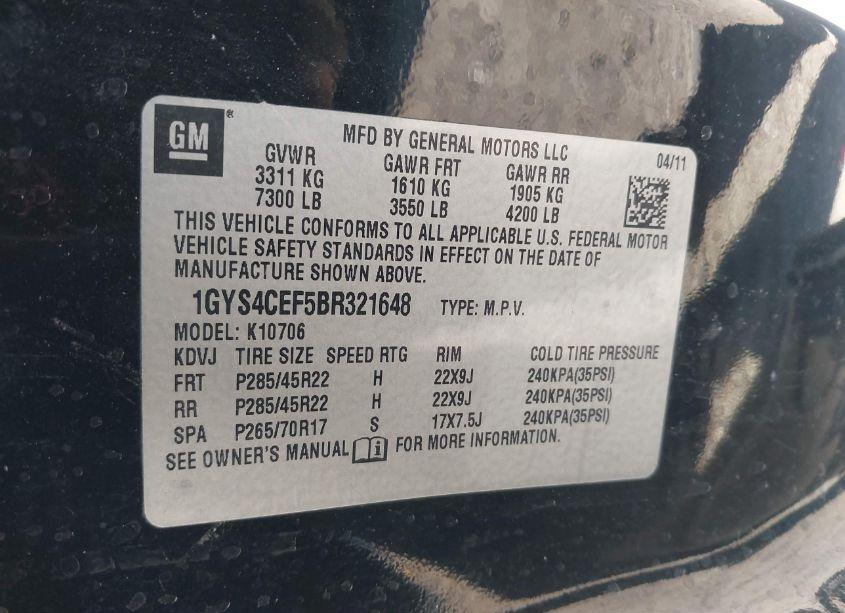 GM®
MFD BY GENERAL MOTORS LLC 04/11
GVWR GAWR FRT GAWR RR
3311 KG 1610 KG 1905 KG
7300 LB 3550 LB 4200 LB
THIS VEHICLE CONFORMS TO ALL APPLICABLE U.S. FEDERAL MOTOR
VEHICLE SAFETY STANDARDS IN EFFECT ON THE DATE OF
MANUFACTURE SHOWN ABOVE.
1GYS4CEF5BR321648 TYPE: M.P.V.
MODEL: K10706
KDVJ TIRE SIZE SPEED RTG RIM COLD TIRE PRESSURE
FRT P285/45R22 H 22X9J 240KPA(35PSI)
RR P285/45R22 H 22X9J 240KPA(35PSI)
SPA P265/70R17 S 17X7.5J 240KPA(35PSI)
SEE OWNER'S MANUAL i FOR MORE INFORMATION.